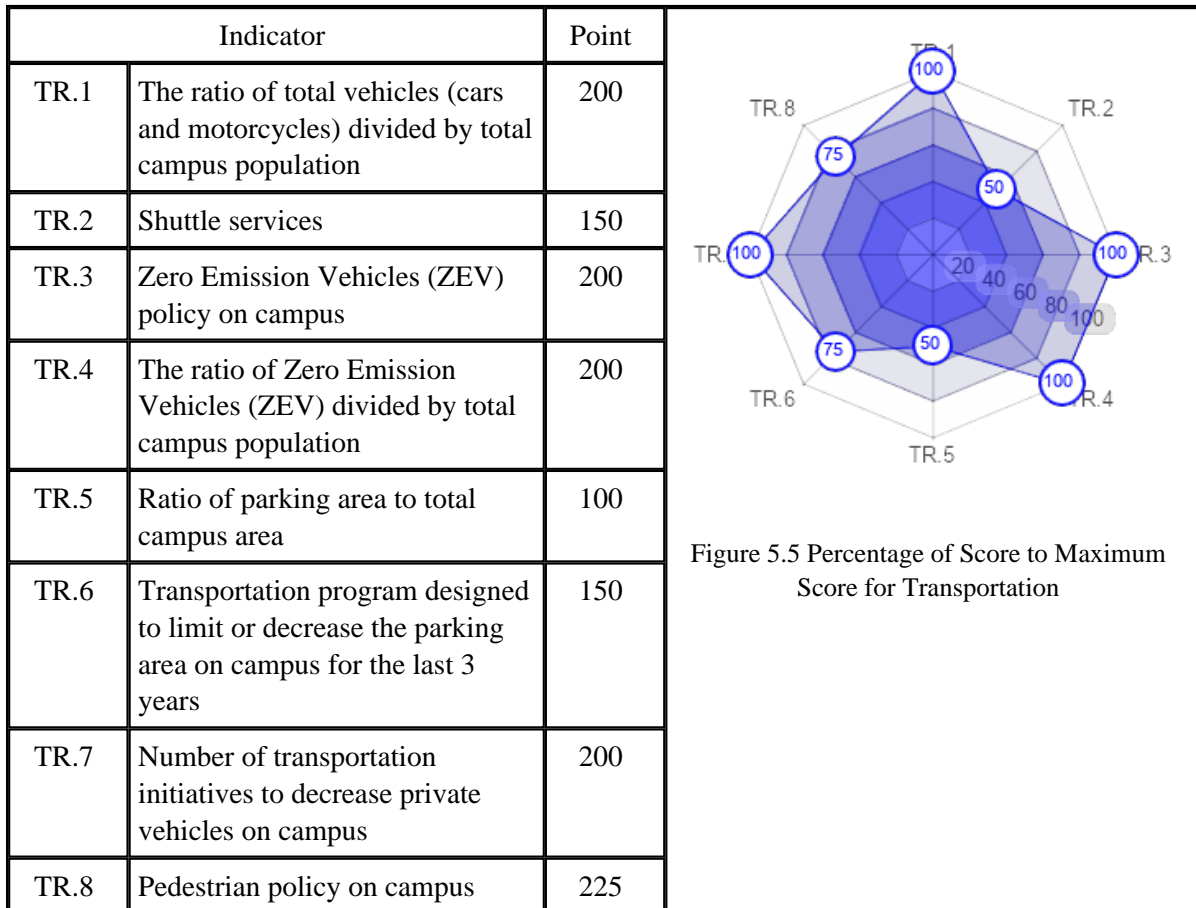 Indicator Point
TR.1 The ratio of total vehicles (cars 200
and motorcycles) divided by total
campus population
TR.2 Shuttle services 150
TR.3 Zero Emission Vehicles (ZEV) 200
policy on campus
TR.4 The ratio of Zero Emission 200
Vehicles (ZEV) divided by total
campus population
TR.5 Ratio of parking area to total 100
campus area
TR.6 Transportation program designed 150
to limit or decrease the parking
area on campus for the last 3
years
TR.7 Number of transportation 200
initiatives to decrease private
vehicles on campus
TR.8 Pedestrian policy on campus 225
TR.1
100
TR.8
TR.2
75
50
TR.
100
100
R.3
20
40
60
80
100
75
50
100
TR.6
TR.4
TR.5
Figure 5.5 Percentage of Score to Maximum
Score for Transportation